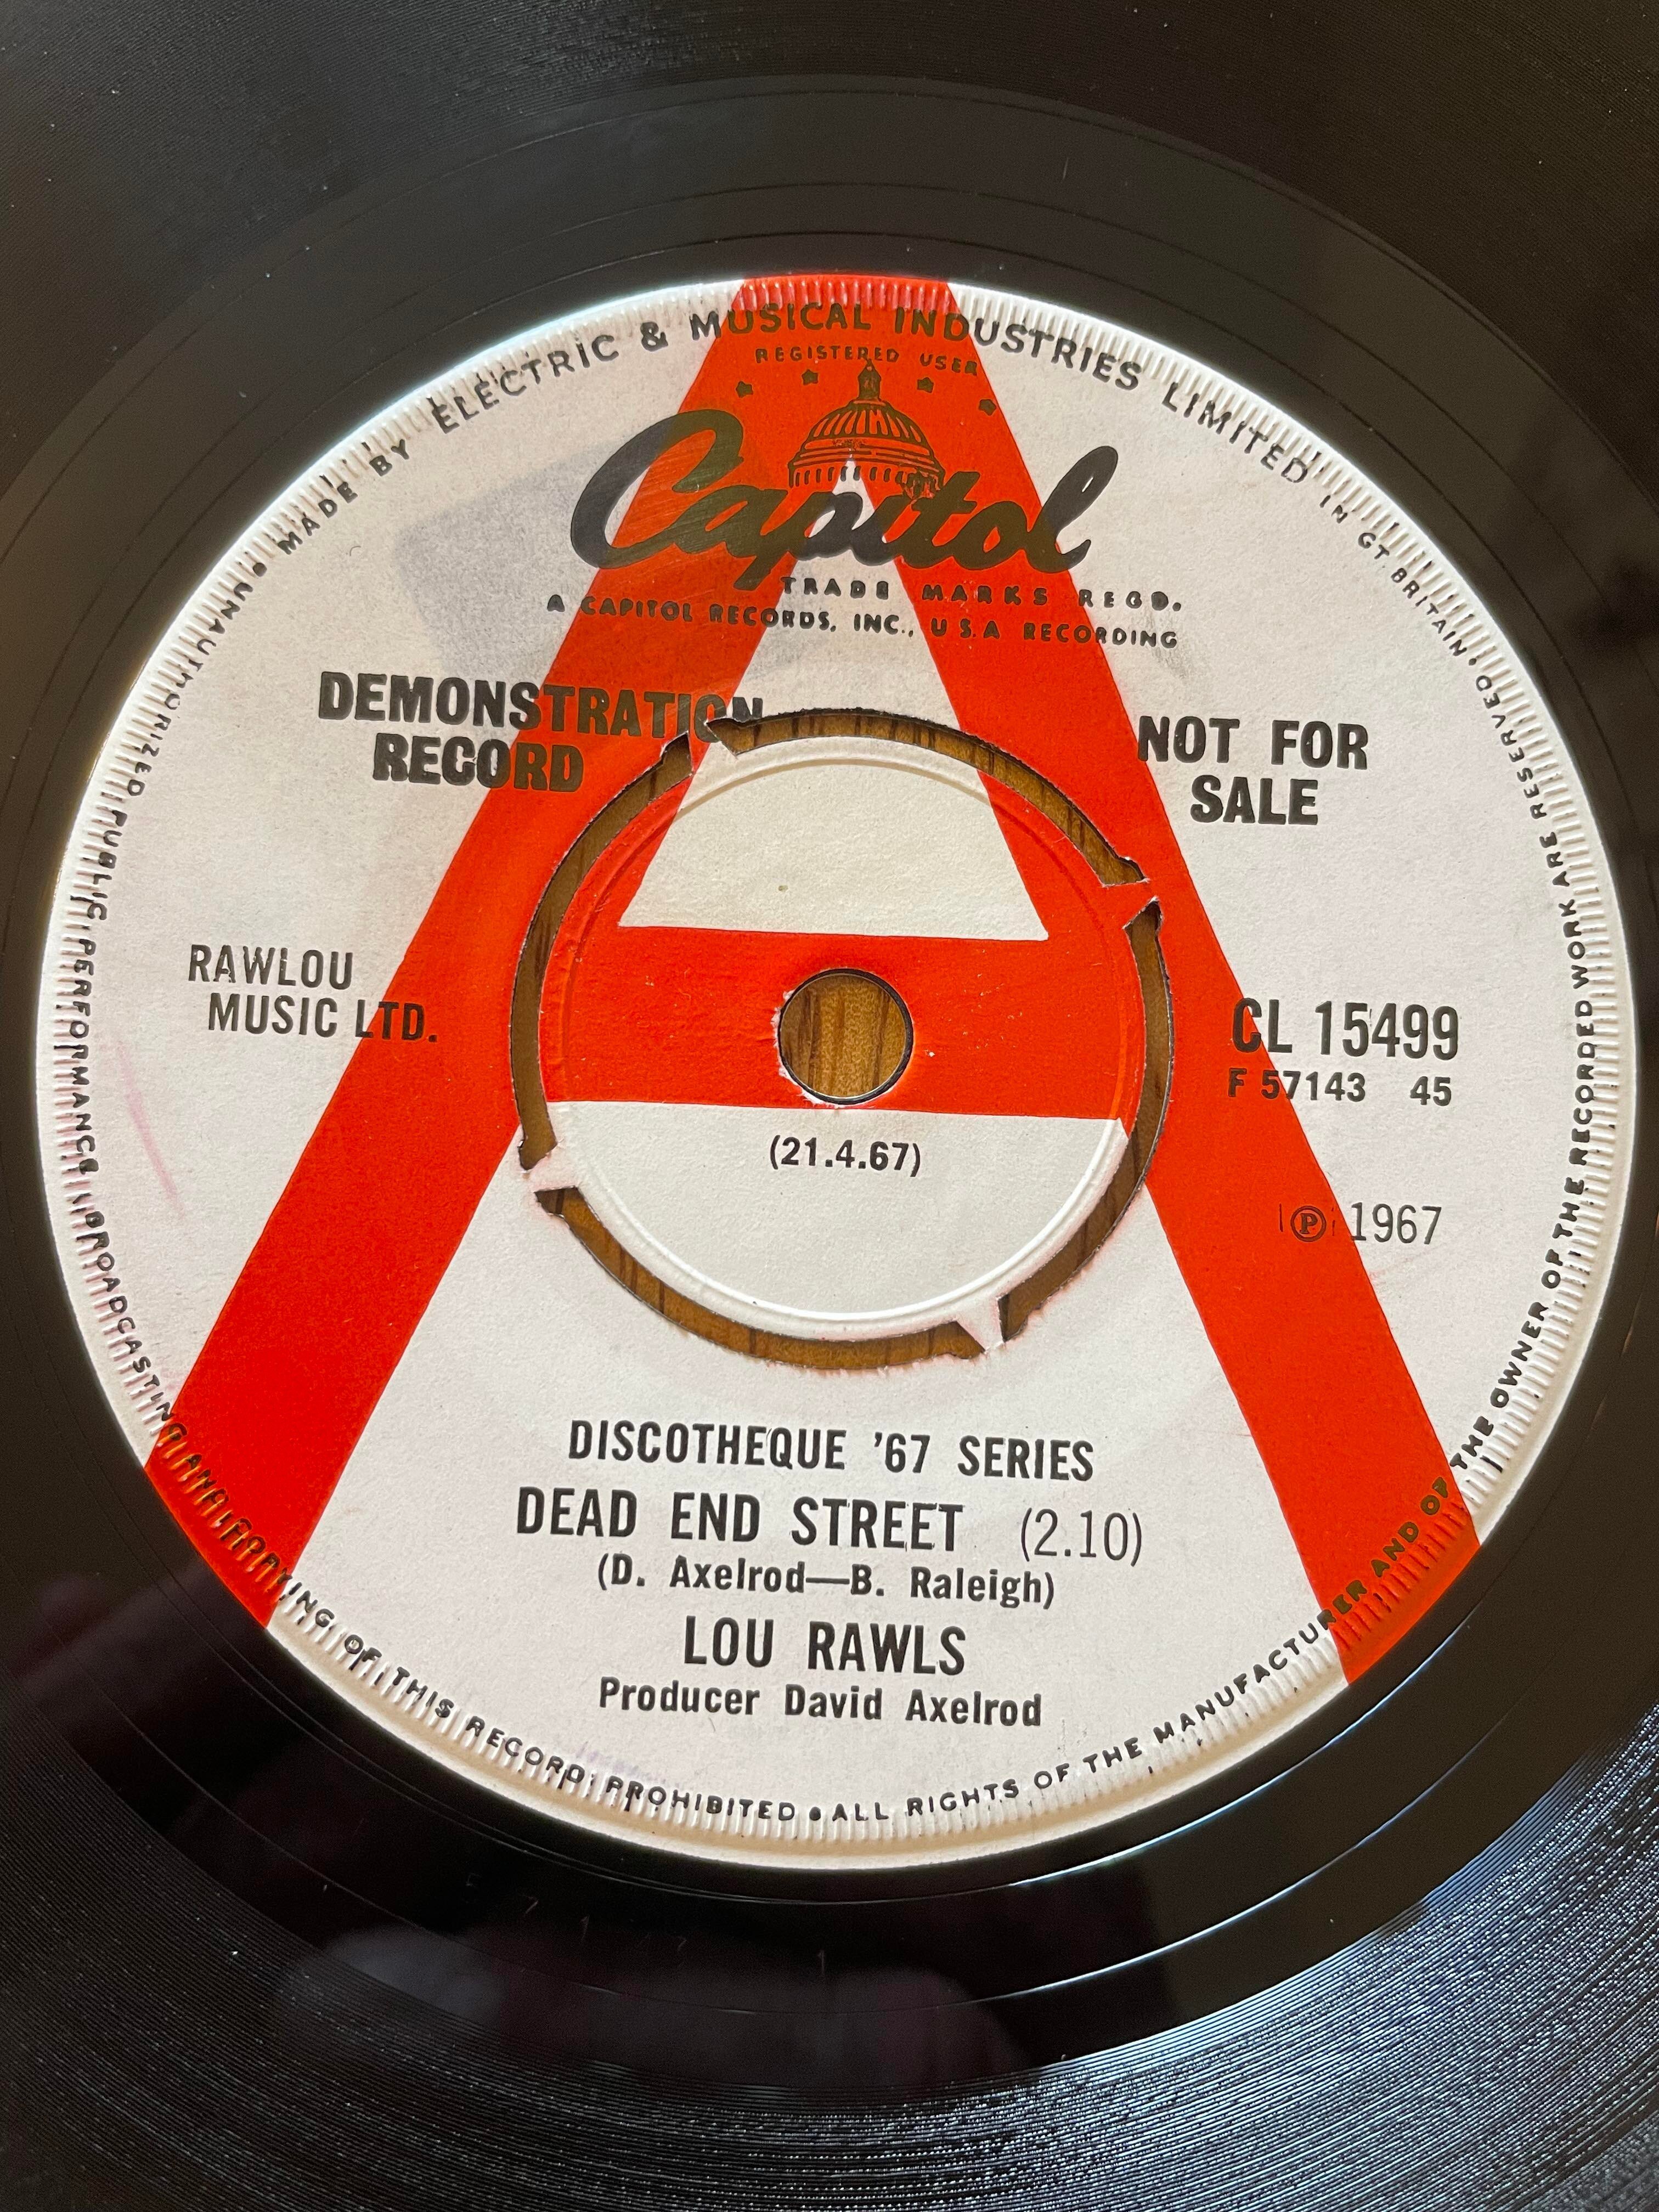 MADE BY ELECTRIC & MUSICAL INDUSTRIES LIMITED IN GT. BRITAIN.
REGISTERED USER
Capitol
TRADE MARKS REGD.
A CAPITOL RECORDS, INC., U.S.A RECORDING
DEMONSTRATION
RECORD
NOT FOR
SALE
RAWLOU
MUSIC LTD.
CL 15499
F 57143 45
(21.4.67)
Ⓟ 1967
DISCOTHEQUE '67 SERIES
DEAD END STREET (2.10)
(D. Axelrod—B. Raleigh)
LOU RAWLS
Producer David Axelrod
ALL RIGHTS OF THE MANUFACTURER AND OF THE OWNER OF THE RECORDED WORK ARE RESERVED.
UNAUTHORIZED PUBLIC PERFORMANCE BROADCASTING AND COPYING OF THIS RECORD PROHIBITED